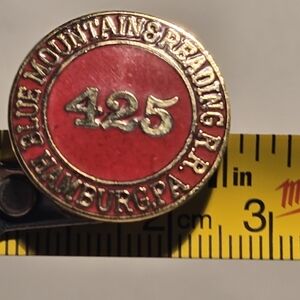 BLUE MOUNTAIN & READING R.R.
425
HAMBURG, PA.
in
2 cm 3